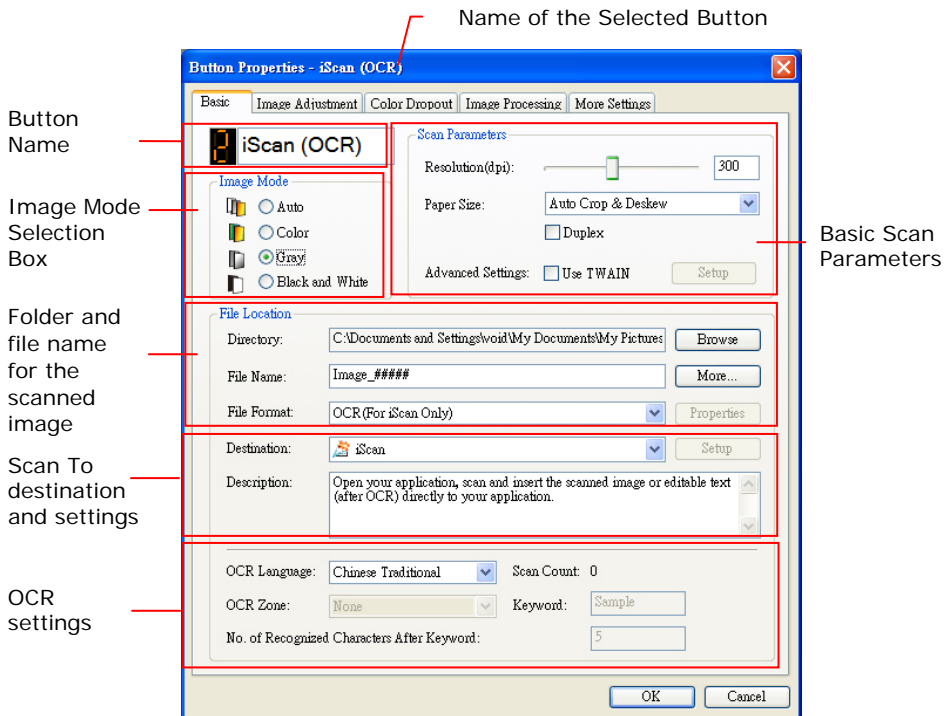 Name of the Selected Button
Button Properties - iScan (OCR)
Basic
Image Adjustment
Color Dropout
Image Processing
More Settings
Button
Name
2
iScan (OCR)
Image Mode
Selection
Box
Image Mode
Auto
Color
Gray
Black and White
Scan Parameters
Resolution(dpi):
300
Paper Size:
Auto Crop & Deskew
Duplex
Advanced Settings:
Use TWAIN
Setup
Basic Scan
Parameters
Folder and
file name
for the
scanned
image
File Location
Directory:
C:\Documents and Settings\void\My Documents\My Pictures
Browse
File Name:
Image_#####
More...
File Format:
OCR(For iScan Only)
Properties
Scan To
destination
and settings
Destination:
iScan
Setup
Description:
Open your application, scan and insert the scanned image or editable text
(after OCR) directly to your application.
OCR
settings
OCR Language:
Chinese Traditional
Scan Count: 0
OCR Zone:
None
Keyword:
Sample
No. of Recognized Characters After Keyword:
5
OK
Cancel